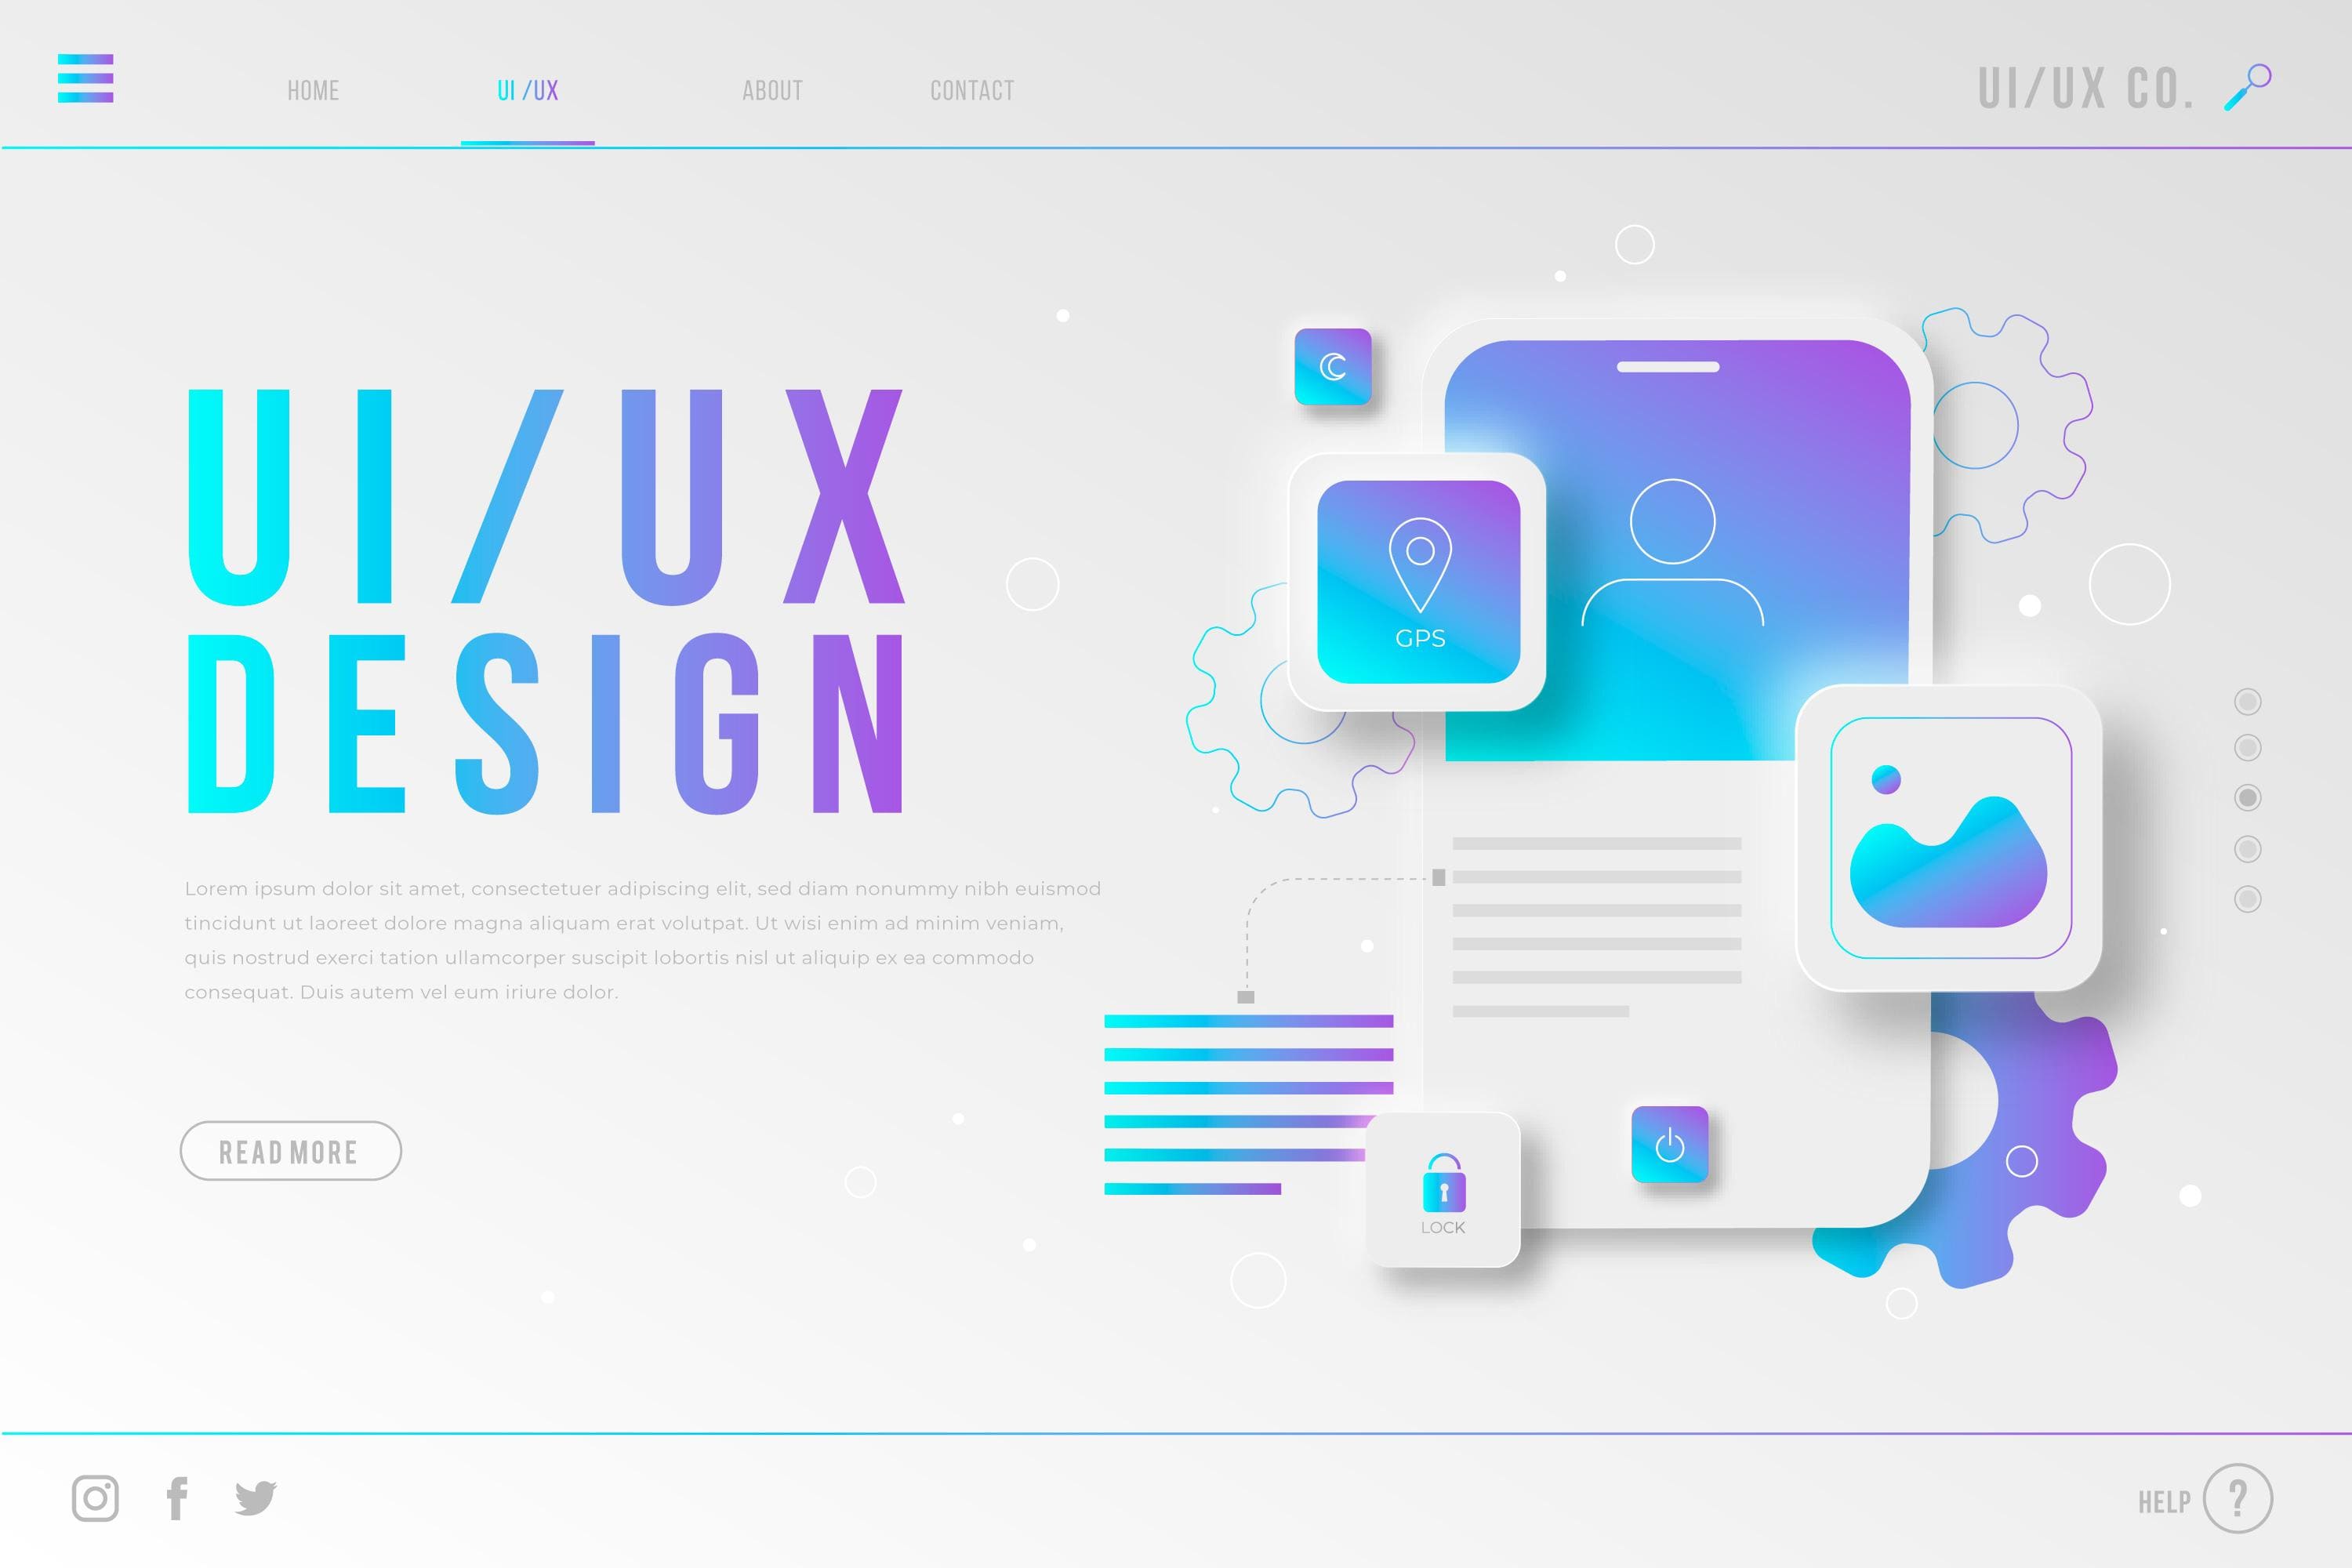 HOME
UI /UX
ABOUT
CONTACT
UI/UX CO.
UI/UX
DESIGN
Lorem ipsum dolor sit amet, consectetuer adipiscing elit, sed diam nonummy nibh euismod
tincidunt ut laoreet dolore magna aliquam erat volutpat. Ut wisi enim ad minim veniam,
quis nostrud exerci tation ullamcorper suscipit lobortis nisl ut aliquip ex ea commodo
consequat. Duis autem vel eum iriure dolor.
READ MORE
GPS
LOCK
HELP ?